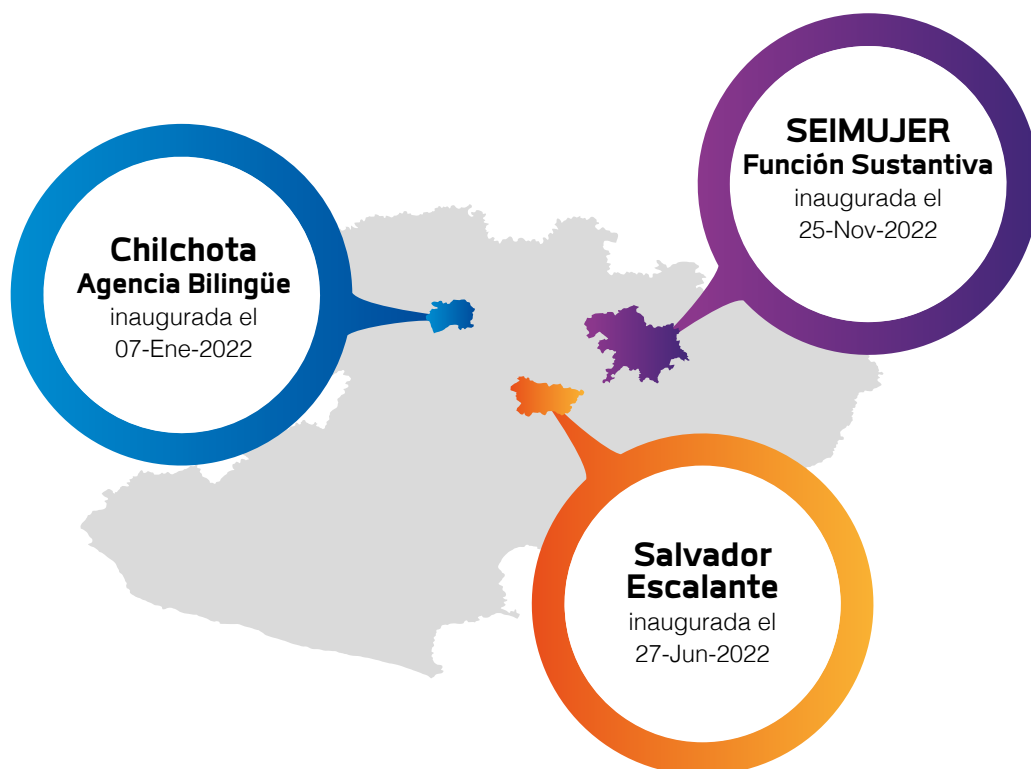 SEIMUJER
Función Sustantiva
inaugurada el
25-Nov-2022
Chilchota
Agencia Bilingüe
inaugurada el
07-Ene-2022
Salvador
Escalante
inaugurada el
27-Jun-2022